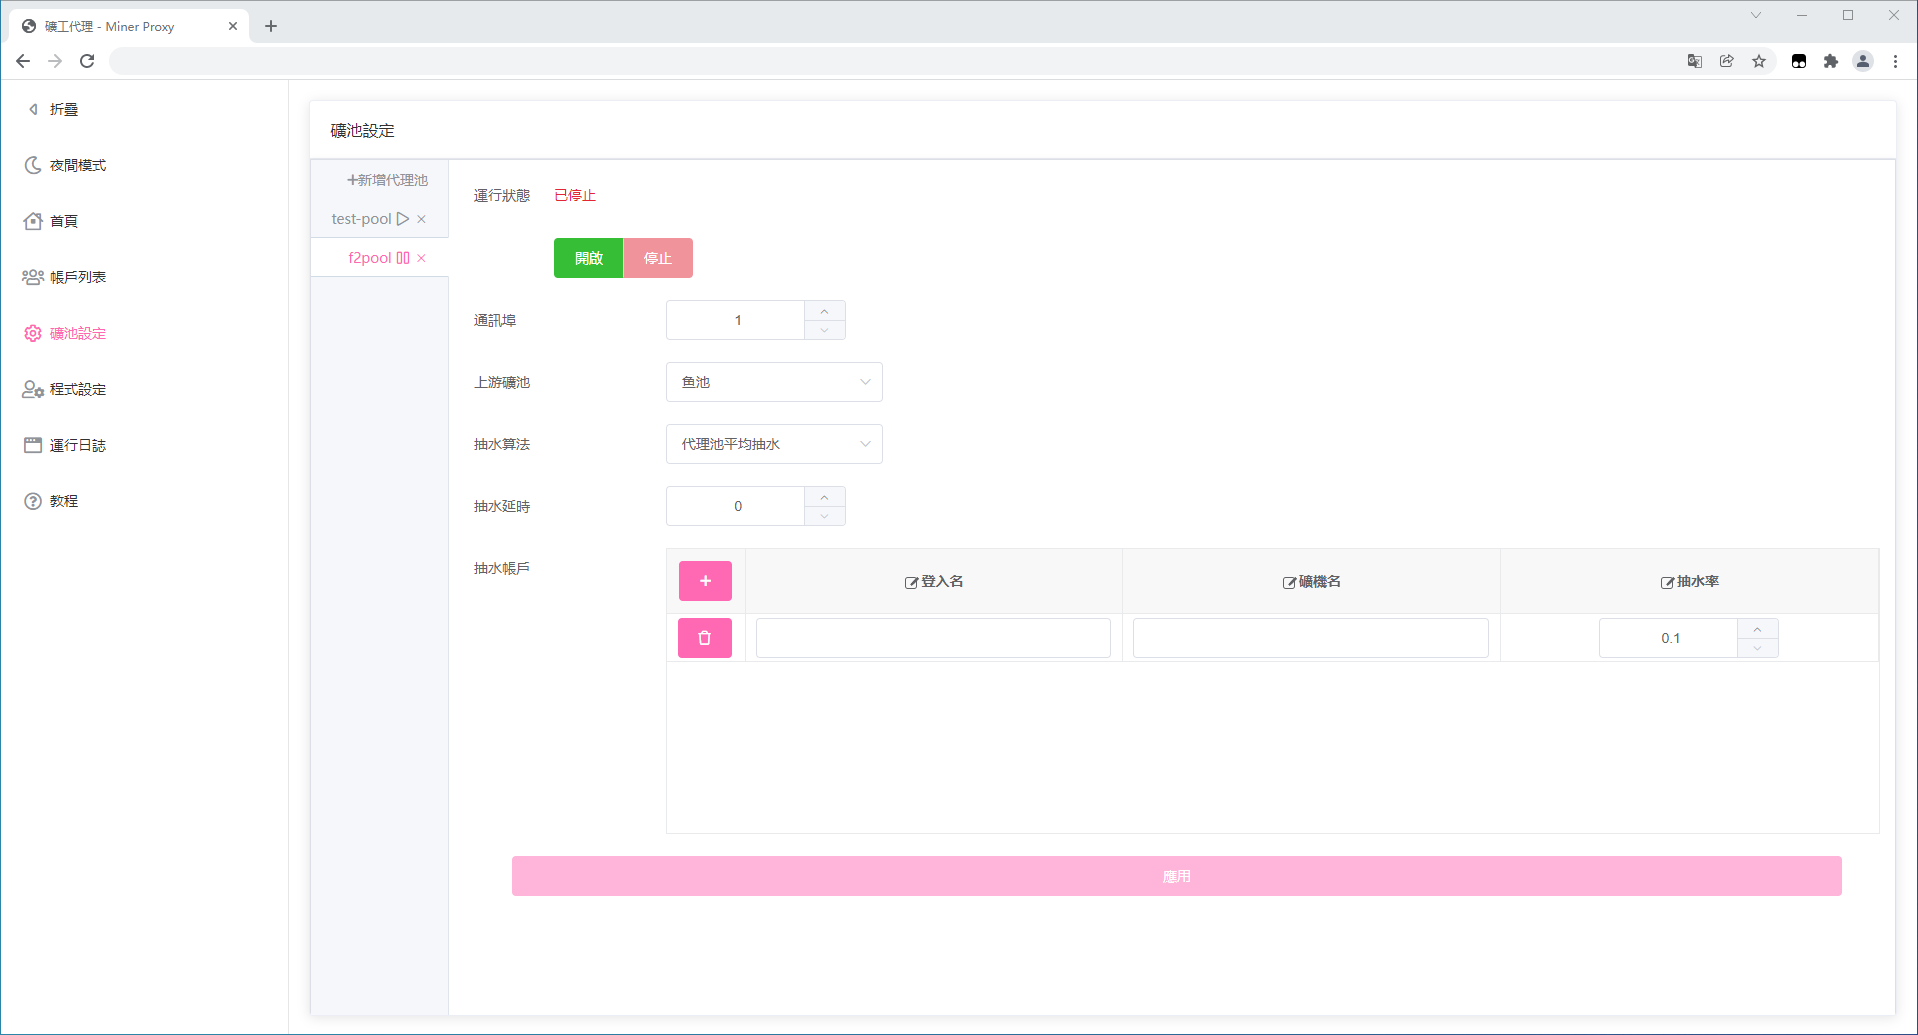 礦工代理 - Miner Proxy
折疊
夜間模式
首頁
帳戶列表
礦池設定
程式設定
運行日誌
教程
礦池設定
新增代理池
test-pool
f2pool
運行狀態 已停止
開啟 停止
通訊埠 1
上游礦池 鱼池
抽水算法 代理池平均抽水
抽水延時 0
抽水帳戶
登入名 礦機名 抽水率
0.1
應用